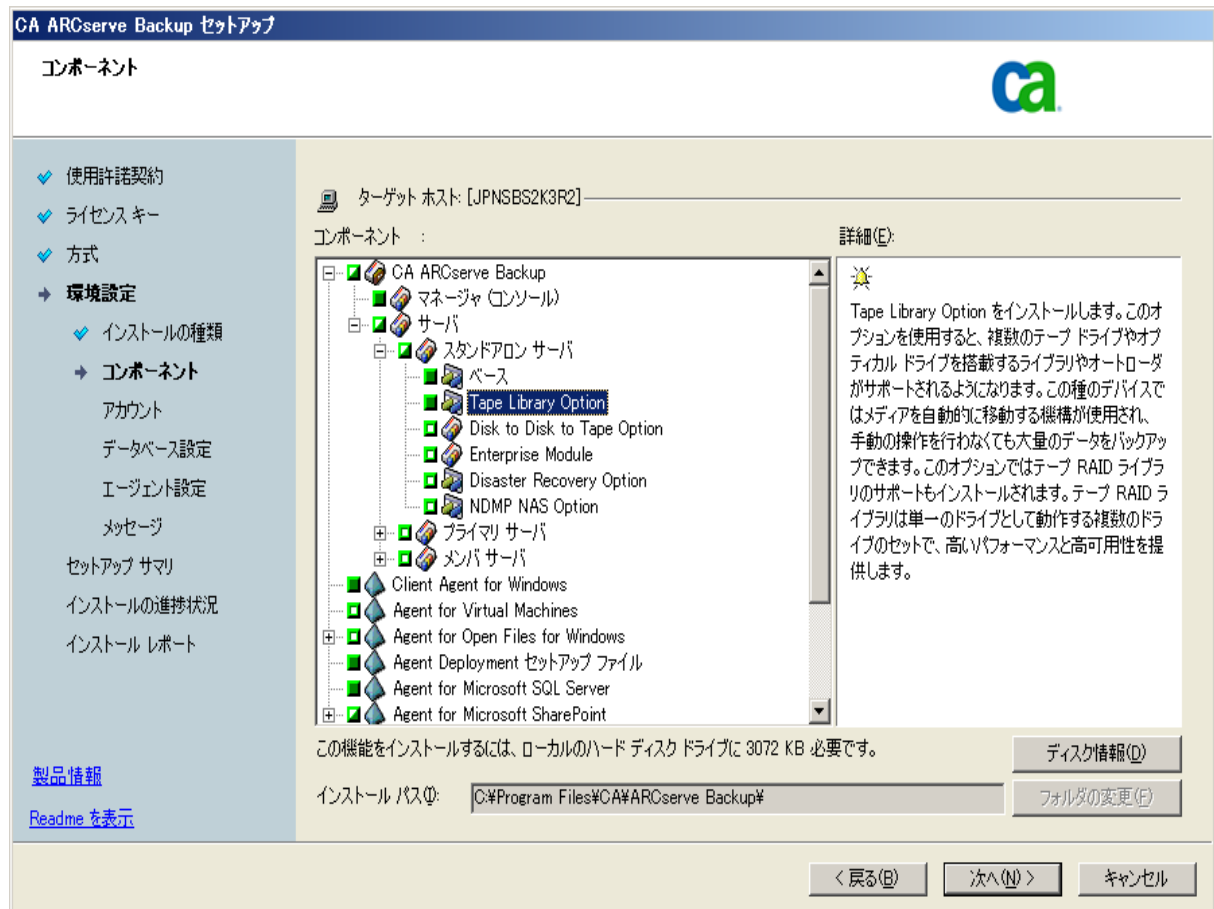 CA ARCserve Backup セットアップ
コンポーネント
ca
使用許諾契約
ライセンス キー
方式
環境設定
インストールの種類
コンポーネント
アカウント
データベース設定
エージェント設定
メッセージ
セットアップ サマリ
インストールの進捗状況
インストール レポート
製品情報
Readme を表示
ターゲット ホスト: [JPNSBS2K3R2]
コンポーネント :
CA ARCserve Backup
マネージャ (コンソール)
サーバ
スタンドアロン サーバ
ベース
Tape Library Option
Disk to Disk to Tape Option
Enterprise Module
Disaster Recovery Option
NDMP NAS Option
プライマリ サーバ
メンバ サーバ
Client Agent for Windows
Agent for Virtual Machines
Agent for Open Files for Windows
Agent Deployment セットアップ ファイル
Agent for Microsoft SQL Server
Agent for Microsoft SharePoint
詳細(E):
Tape Library Option をインストールします。このオ
プションを使用すると、複数のテープ ドライブやオプ
ティカル ドライブを搭載するライブラリやオートローダ
がサポートされるようになります。この種のデバイスで
はメディアを自動的に移動する機構が使用され、
手動の操作を行わなくても大量のデータをバックアッ
プできます。このオプションではテープ RAID ライブラ
リのサポートもインストールされます。テープ RAID ラ
イブラリは単一のドライブとして動作する複数のドラ
イブのセットで、高いパフォーマンスと高可用性を提
供します。
この機能をインストールするには、ローカルのハード ディスク ドライブに 3072 KB 必要です。
ディスク情報(D)
インストール パス(I):
C:¥Program Files¥CA¥ARCserve Backup¥
フォルダの変更(F)
< 戻る(B)
次へ(N) >
キャンセル